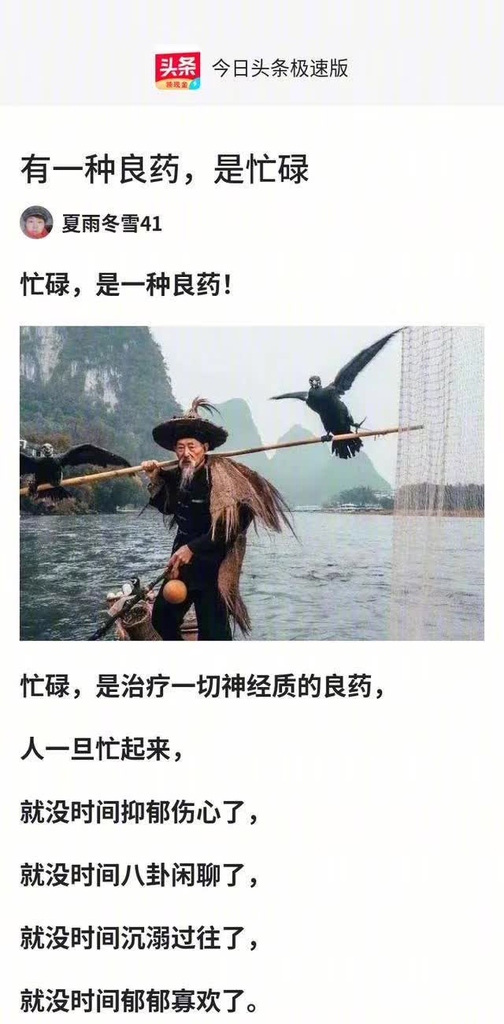 头条
今日头条极速版
有一种良药，是忙碌
夏雨冬雪41
忙碌，是一种良药！
忙碌，是治疗一切神经质的良药，
人一旦忙起来，
就没时间抑郁伤心了，
就没时间八卦闲聊了，
就没时间沉溺过往了，
就没时间郁郁寡欢了。